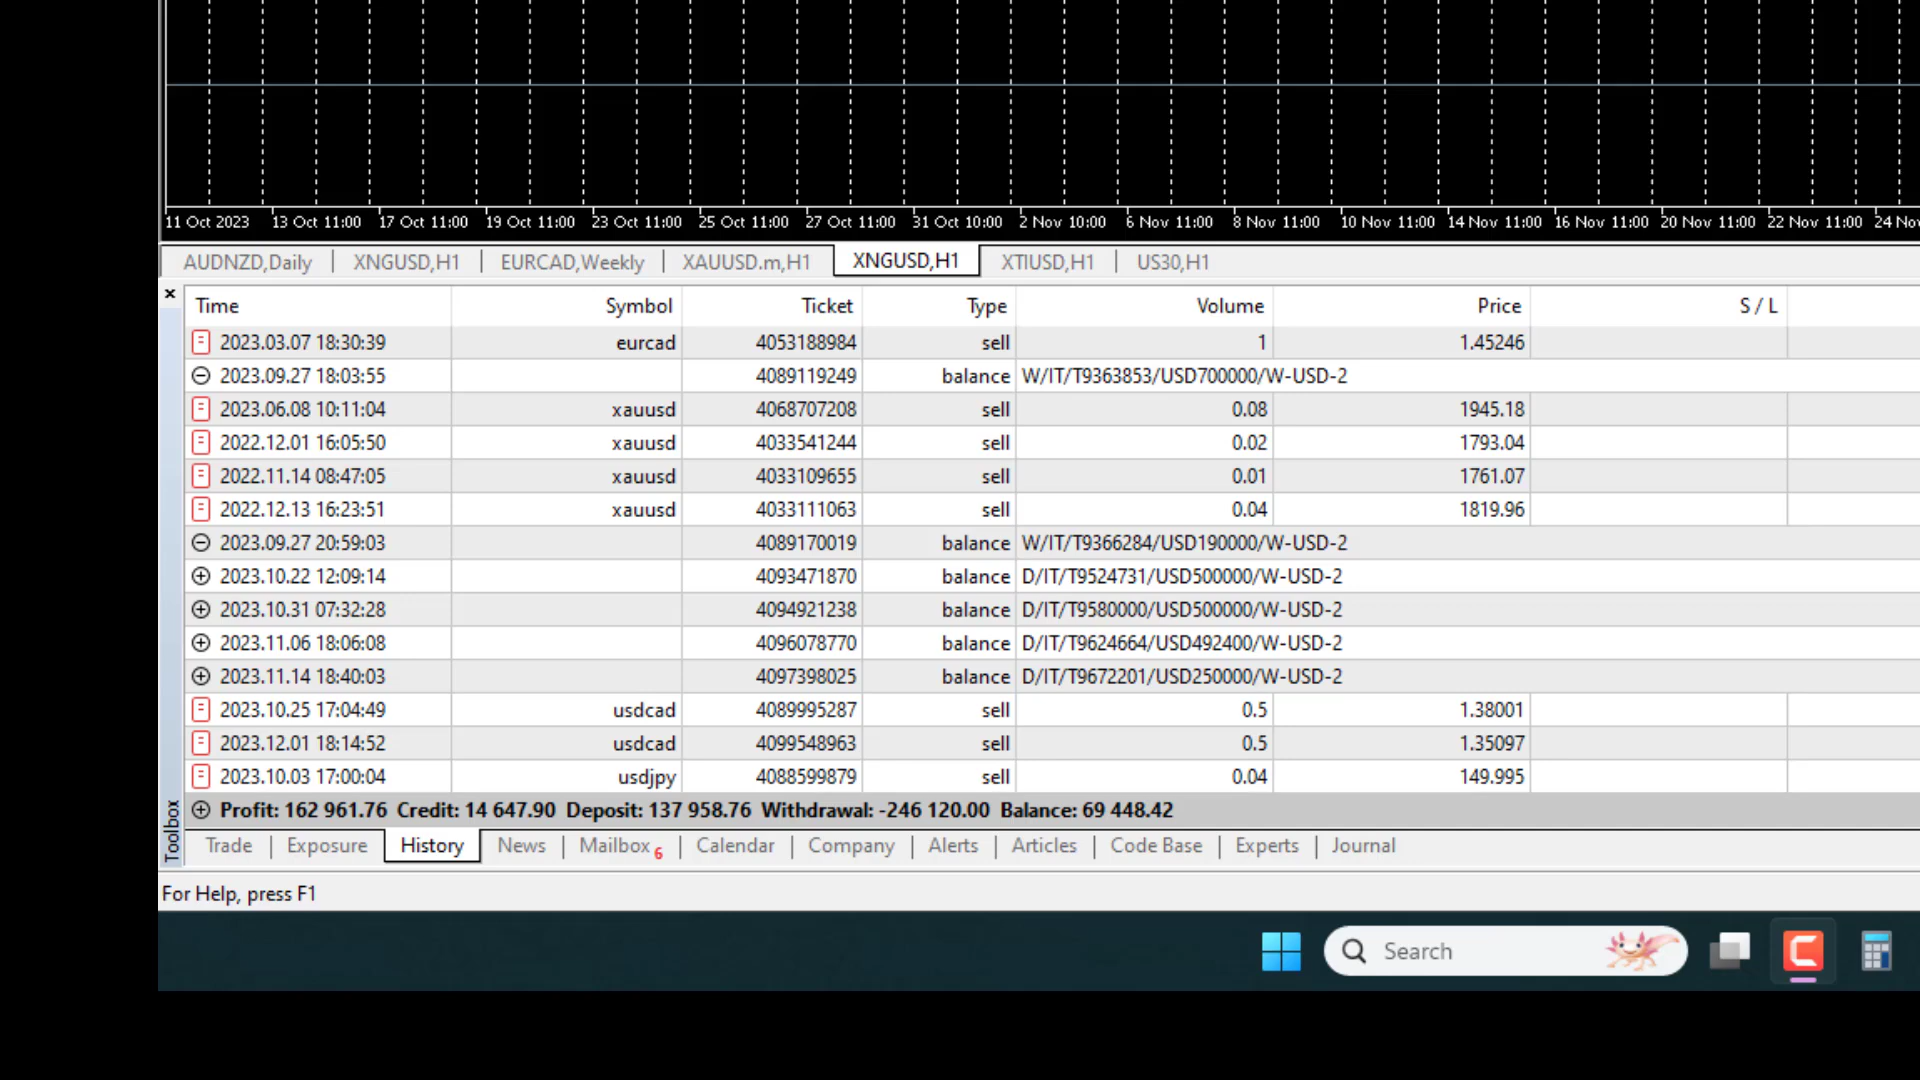 11 Oct 2023 13 Oct 11:00 17 Oct 11:00 19 Oct 11:00 23 Oct 11:00 25 Oct 11:00 27 Oct 11:00 31 Oct 10:00 2 Nov 10:00 6 Nov 11:00 8 Nov 11:00 10 Nov 11:00 14 Nov 11:00 16 Nov 11:00 20 Nov 11:00 22 Nov 11:00 24 Nov
AUDNZD,Daily XNGUSD,H1 EURCAD,Weekly XAUUSD.m,H1 XNGUSD,H1 XTIUSD,H1 US30,H1
Time Symbol Ticket Type Volume Price S / L
2023.03.07 18:30:39 eurcad 4053188984 sell 1 1.45246
2023.09.27 18:03:55 4089119249 balance W/IT/T9363853/USD700000/W-USD-2
2023.06.08 10:11:04 xauusd 4068707208 sell 0.08 1945.18
2022.12.01 16:05:50 xauusd 4033541244 sell 0.02 1793.04
2022.11.14 08:47:05 xauusd 4033109655 sell 0.01 1761.07
2022.12.13 16:23:51 xauusd 4033111063 sell 0.04 1819.96
2023.09.27 20:59:03 4089170019 balance W/IT/T9366284/USD190000/W-USD-2
2023.10.22 12:09:14 4093471870 balance D/IT/T9524731/USD500000/W-USD-2
2023.10.31 07:32:28 4094921238 balance D/IT/T9580000/USD500000/W-USD-2
2023.11.06 18:06:08 4096078770 balance D/IT/T9624664/USD492400/W-USD-2
2023.11.14 18:40:03 4097398025 balance D/IT/T9672201/USD250000/W-USD-2
2023.10.25 17:04:49 usdcad 4089995287 sell 0.5 1.38001
2023.12.01 18:14:52 usdcad 4099548963 sell 0.5 1.35097
2023.10.03 17:00:04 usdjpy 4088599879 sell 0.04 149.995
Profit: 162 961.76 Credit: 14 647.90 Deposit: 137 958.76 Withdrawal: -246 120.00 Balance: 69 448.42
Toolbox
Trade Exposure History News Mailbox 6 Calendar Company Alerts Articles Code Base Experts Journal
For Help, press F1
Search